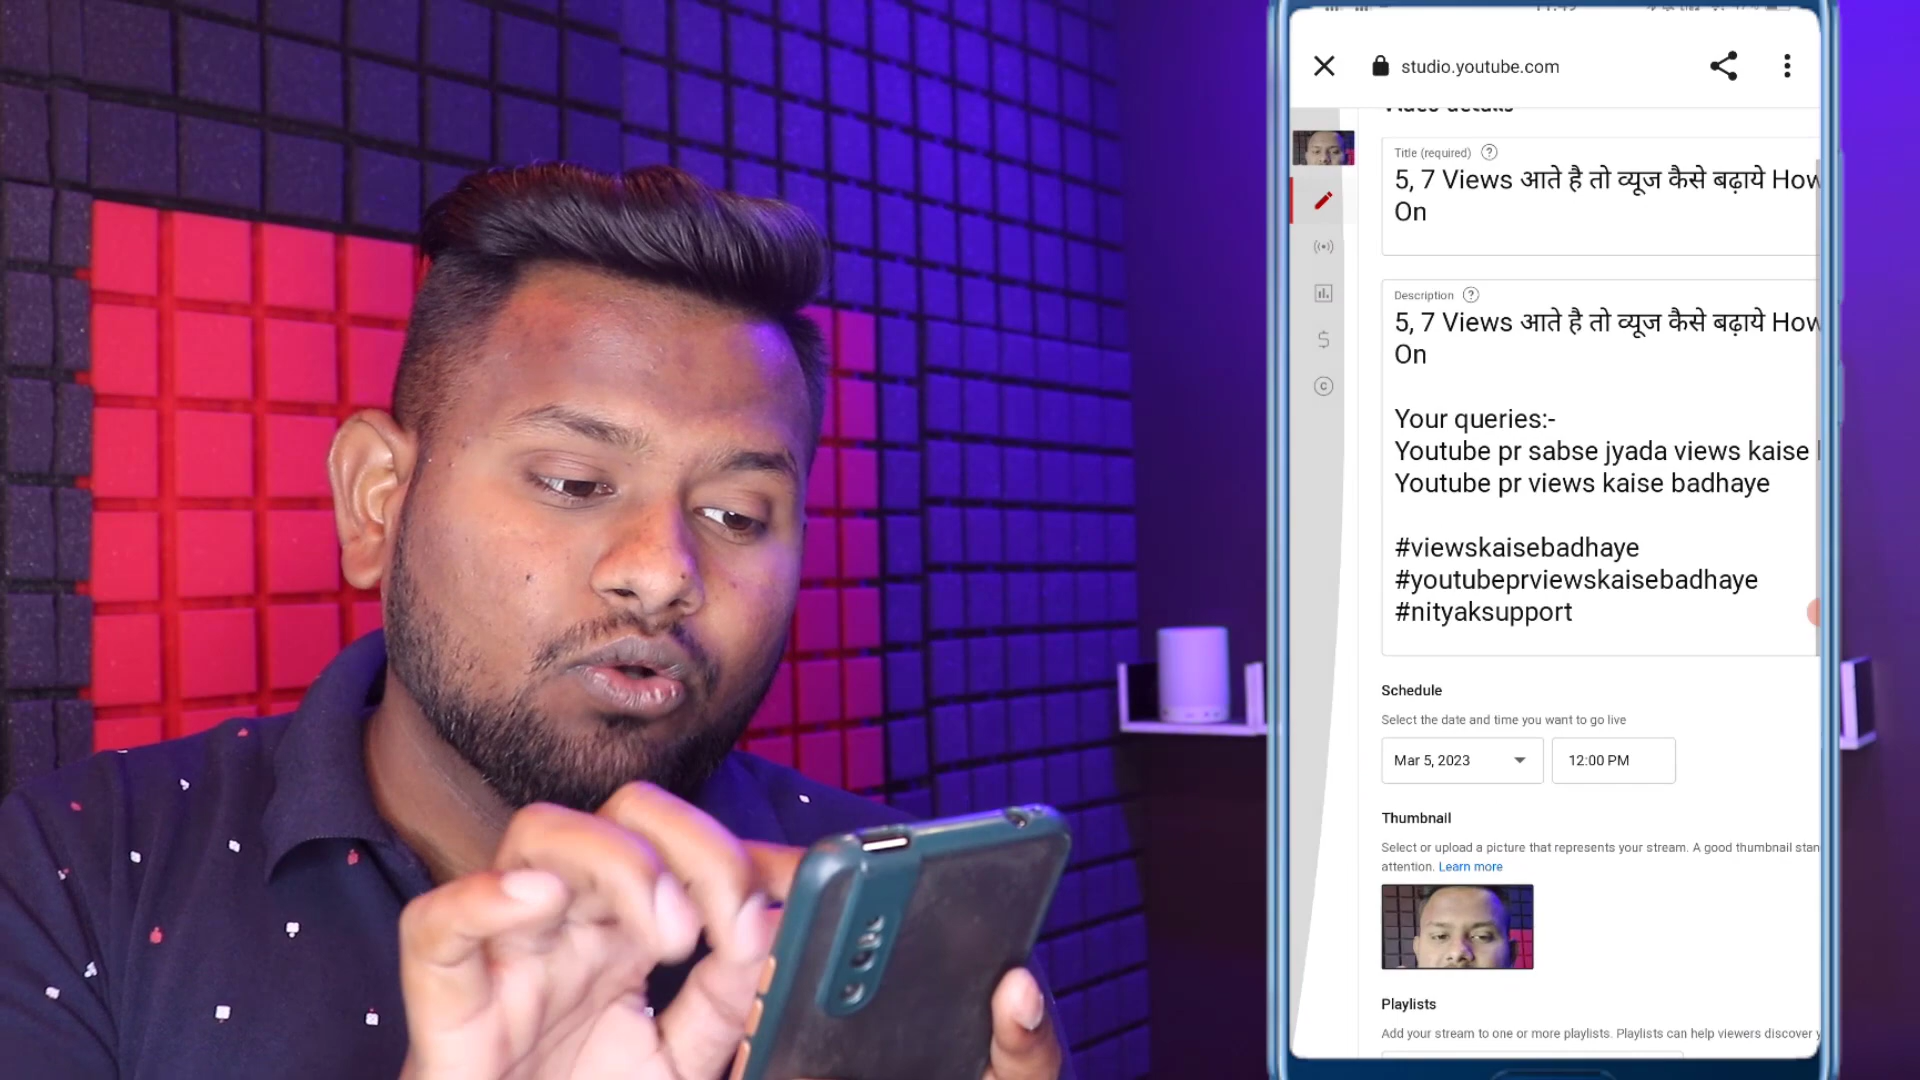 studio.youtube.com
Video details
Title (required)
5, 7 Views आते है तो व्यूज कैसे बढ़ाये How
On
Description
5, 7 Views आते है तो व्यूज कैसे बढ़ाये How
On
Your queries:-
Youtube pr sabse jyada views kaise
Youtube pr views kaise badhaye
#viewskaisebadhaye
#youtubeprviewskaisebadhaye
#nityaksupport
Schedule
Select the date and time you want to go live
Mar 5, 2023
12:00 PM
Thumbnail
Select or upload a picture that represents your stream. A good thumbnail
attention. Learn more
Playlists
Add your stream to one or more playlists. Playlists can help viewers discover